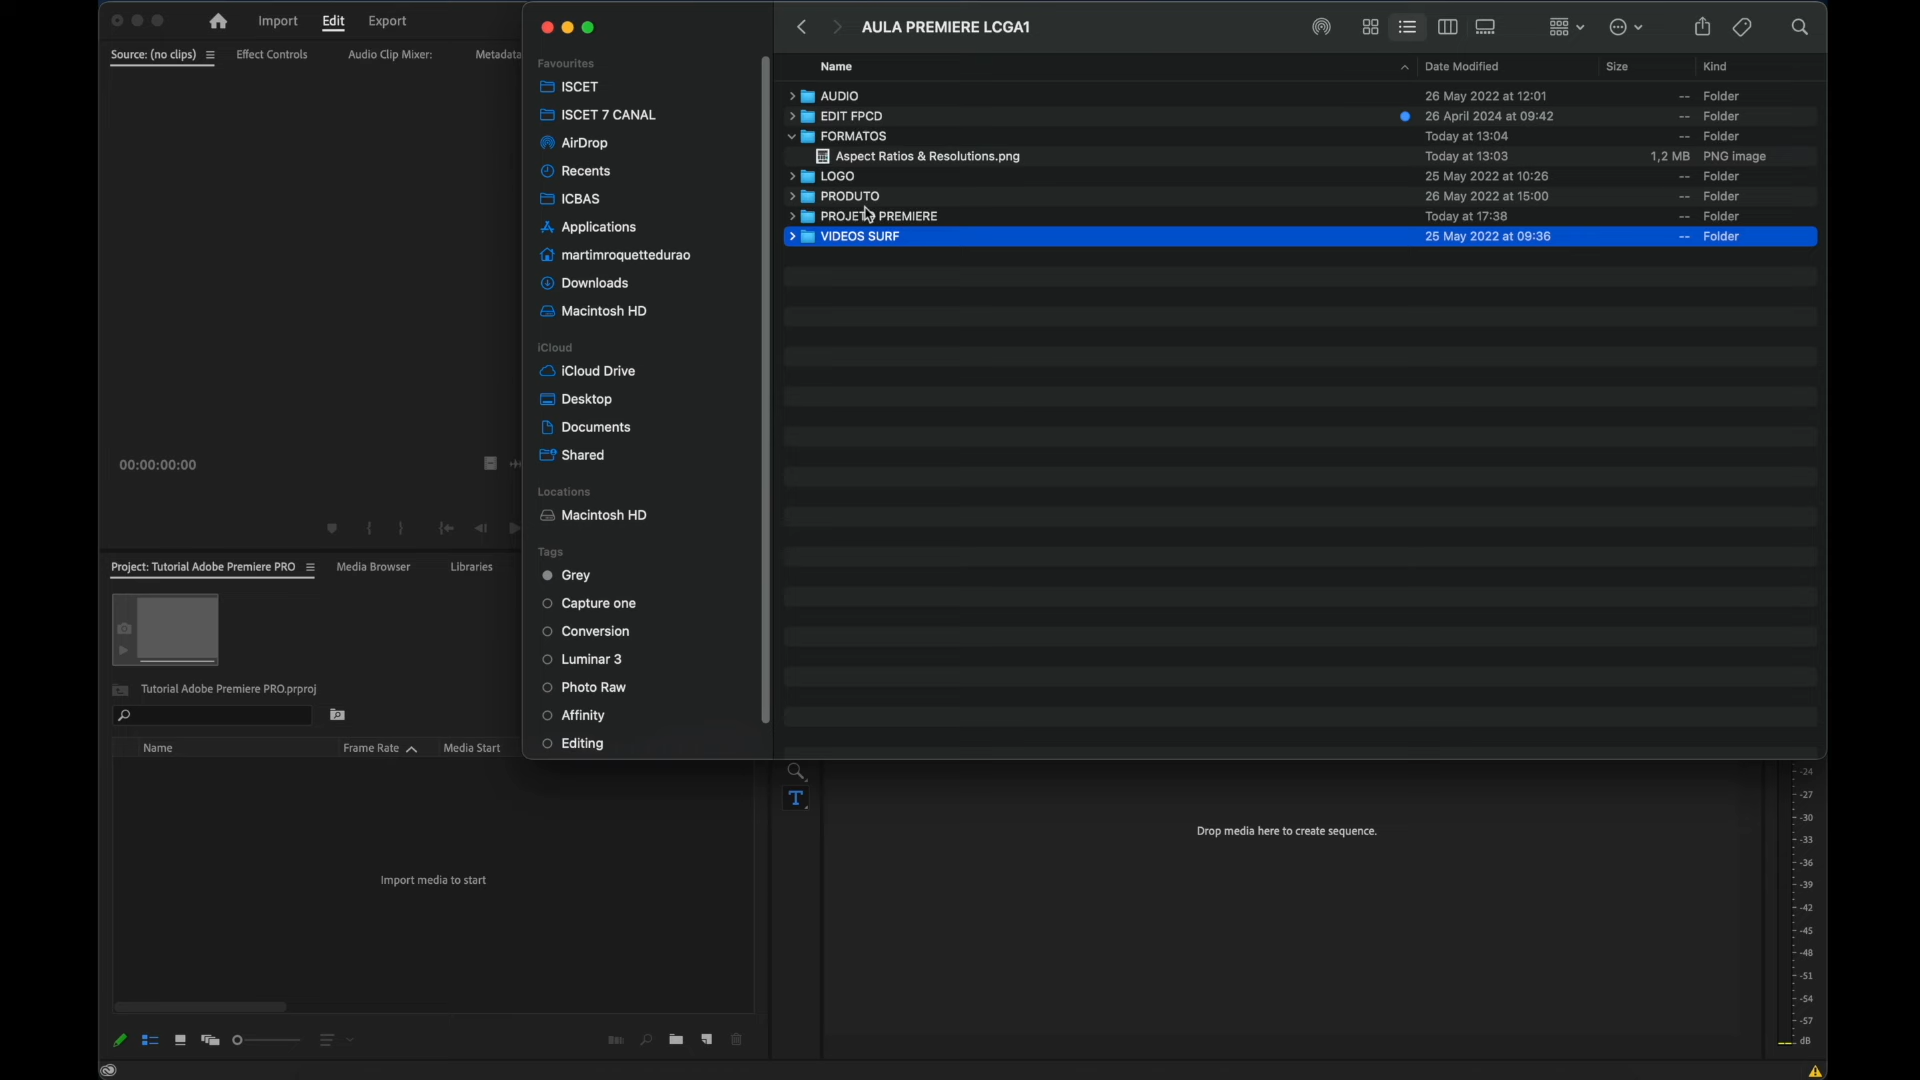 Import Edit Export
Source: (no clips) Effect Controls Audio Clip Mixer: Metadata
00:00:00:00
Project: Tutorial Adobe Premiere PRO Media Browser Libraries
Tutorial Adobe Premiere PRO.prproj
Name Frame Rate Media Start
Import media to start
Favourites
ISCET
ISCET 7 CANAL
AirDrop
Recents
ICBAS
Applications
martimroquettedurao
Downloads
Macintosh HD
iCloud
iCloud Drive
Desktop
Documents
Shared
Locations
Macintosh HD
Tags
Grey
Capture one
Conversion
Luminar 3
Photo Raw
Affinity
Editing
AULA PREMIERE LCGA1
Name Date Modified Size Kind
AUDIO 26 May 2022 at 12:01 -- Folder
EDIT FPCD 26 April 2024 at 09:42 -- Folder
FORMATOS Today at 13:04 -- Folder
Aspect Ratios & Resolutions.png Today at 13:03 1,2 MB PNG image
LOGO 25 May 2022 at 10:26 -- Folder
PRODUTO 26 May 2022 at 15:00 -- Folder
PROJETO PREMIERE Today at 17:38 -- Folder
VIDEOS SURF 25 May 2022 at 09:36 -- Folder
T
Drop media here to create sequence.
-24
-27
-30
-33
-36
-39
-42
-45
-48
-51
-54
-57
dB